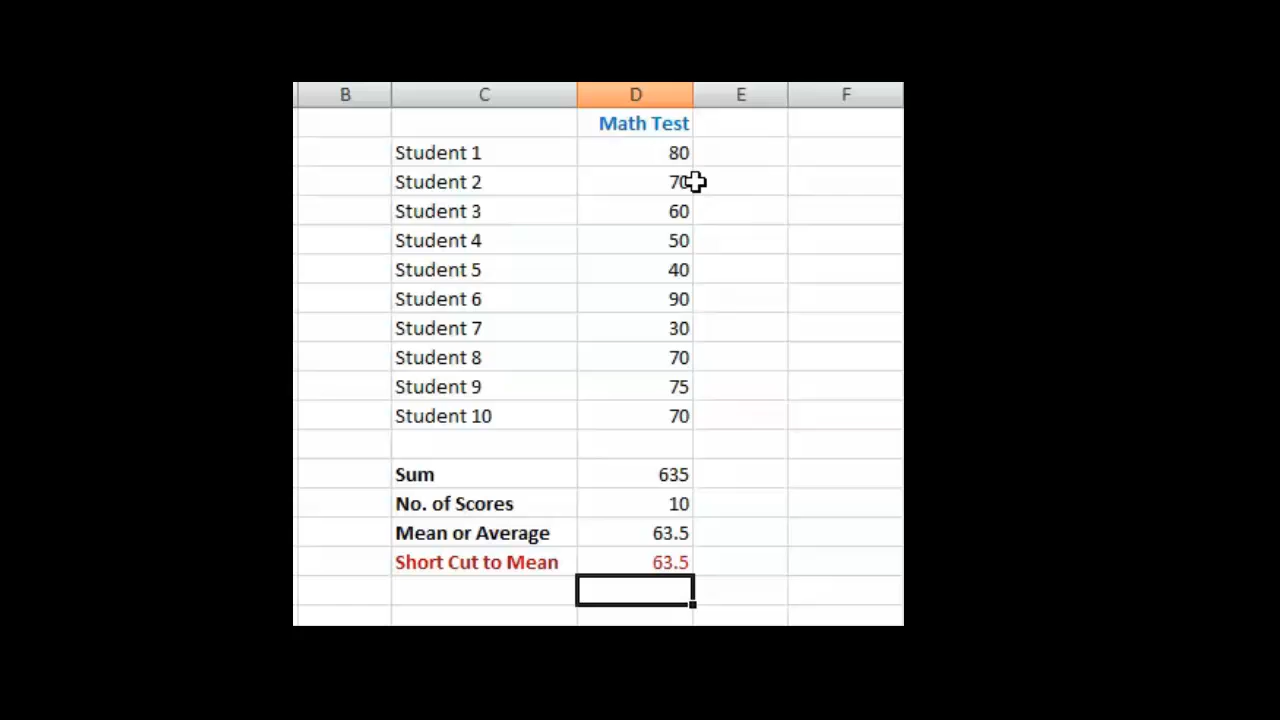 B C D E F
Math Test
Student 1 80
Student 2 70
Student 3 60
Student 4 50
Student 5 40
Student 6 90
Student 7 30
Student 8 70
Student 9 75
Student 10 70
Sum 635
No. of Scores 10
Mean or Average 63.5
Short Cut to Mean 63.5